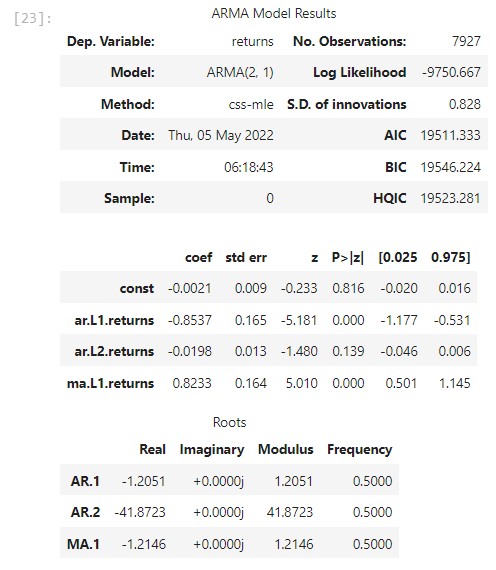 [23]:
ARMA Model Results
Dep. Variable: returns No. Observations: 7927
Model: ARMA(2, 1) Log Likelihood -9750.667
Method: css-mle S.D. of innovations 0.828
Date: Thu, 05 May 2022 AIC 19511.333
Time: 06:18:43 BIC 19546.224
Sample: 0 HQIC 19523.281
coef std err z P>|z| [0.025 0.975]
const -0.0021 0.009 -0.233 0.816 -0.020 0.016
ar.L1.returns -0.8537 0.165 -5.181 0.000 -1.177 -0.531
ar.L2.returns -0.0198 0.013 -1.480 0.139 -0.046 0.006
ma.L1.returns 0.8233 0.164 5.010 0.000 0.501 1.145
Roots
Real Imaginary Modulus Frequency
AR.1 -1.2051 +0.0000j 1.2051 0.5000
AR.2 -41.8723 +0.0000j 41.8723 0.5000
MA.1 -1.2146 +0.0000j 1.2146 0.5000